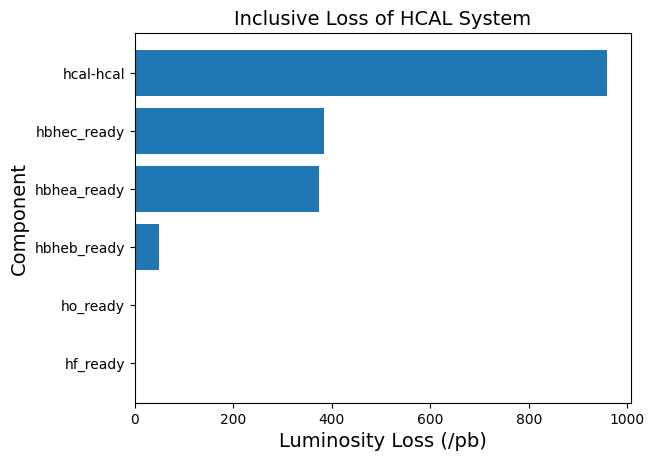 Inclusive Loss of HCAL System
Component
hcal-hcal
hbhec_ready
hbhea_ready
hbheb_ready
ho_ready
hf_ready
0 200 400 600 800 1000
Luminosity Loss (/pb)